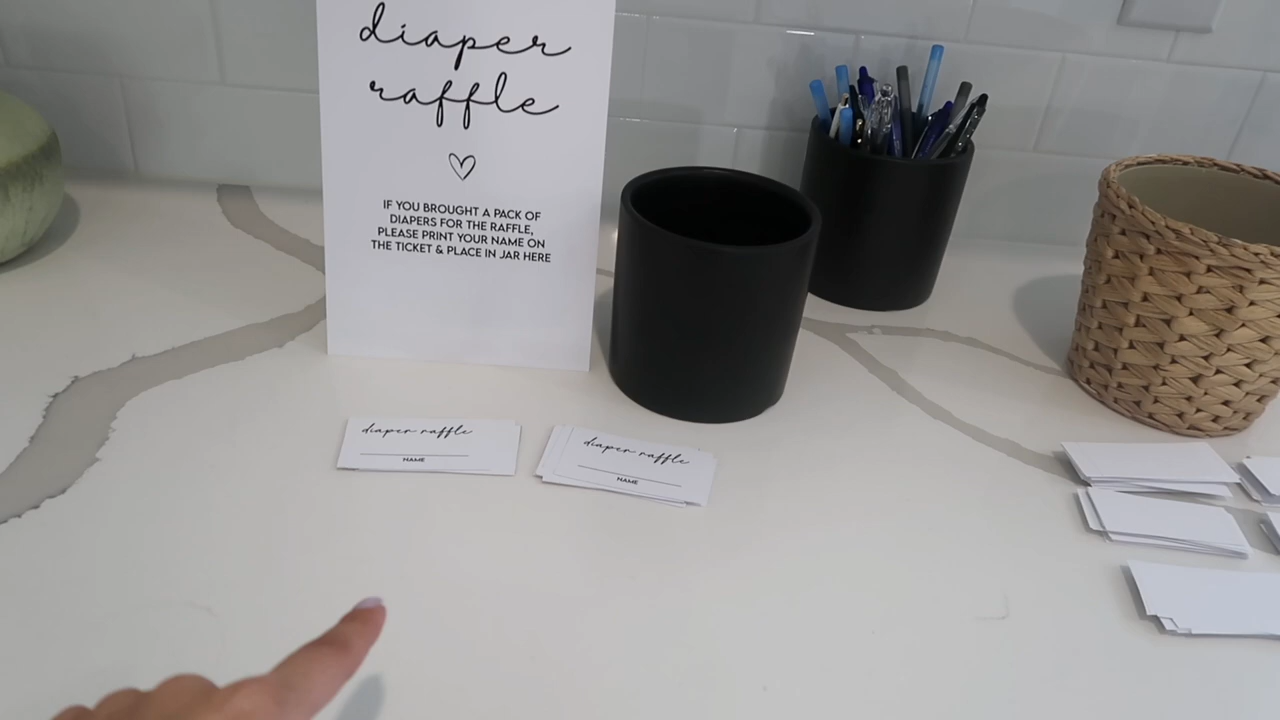 diaper
raffle
IF YOU BROUGHT A PACK OF
DIAPERS FOR THE RAFFLE,
PLEASE PRINT YOUR NAME ON
THE TICKET & PLACE IN JAR HERE
diaper raffle
NAME
diaper raffle
NAME